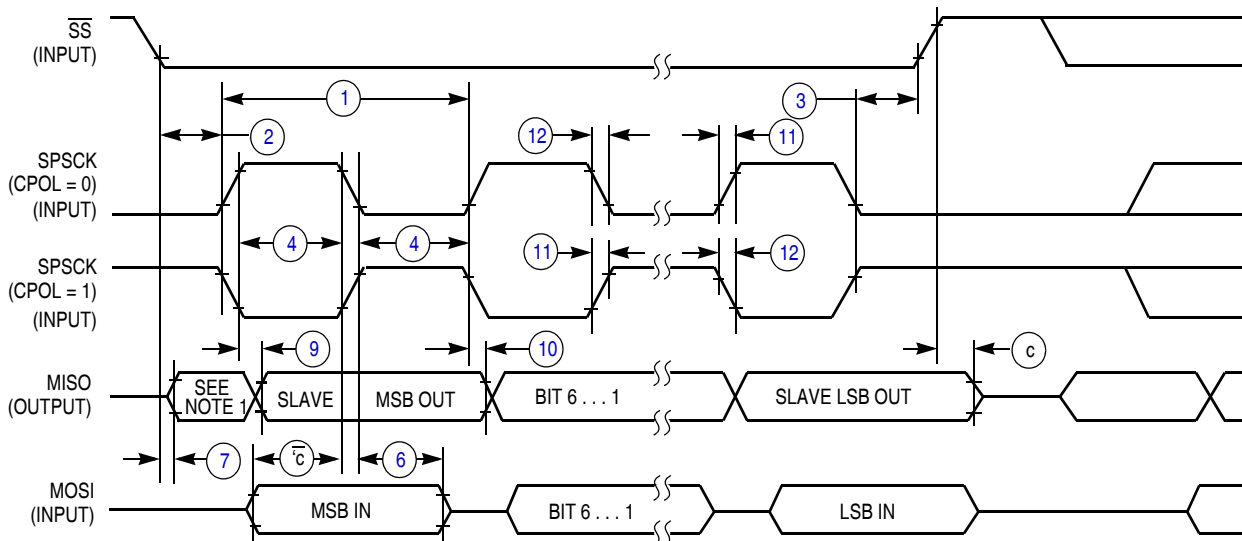 SS
(INPUT)
1
3
2
12
11
SPSCK
(CPOL = 0)
(INPUT)
4
4
SPSCK
(CPOL = 1)
(INPUT)
11
12
9
10
c
MISO
(OUTPUT)
SEE
NOTE 1
SLAVE
MSB OUT
BIT 6 . . . 1
SLAVE LSB OUT
7
6
MOSI
(INPUT)
MSB IN
BIT 6 . . . 1
LSB IN